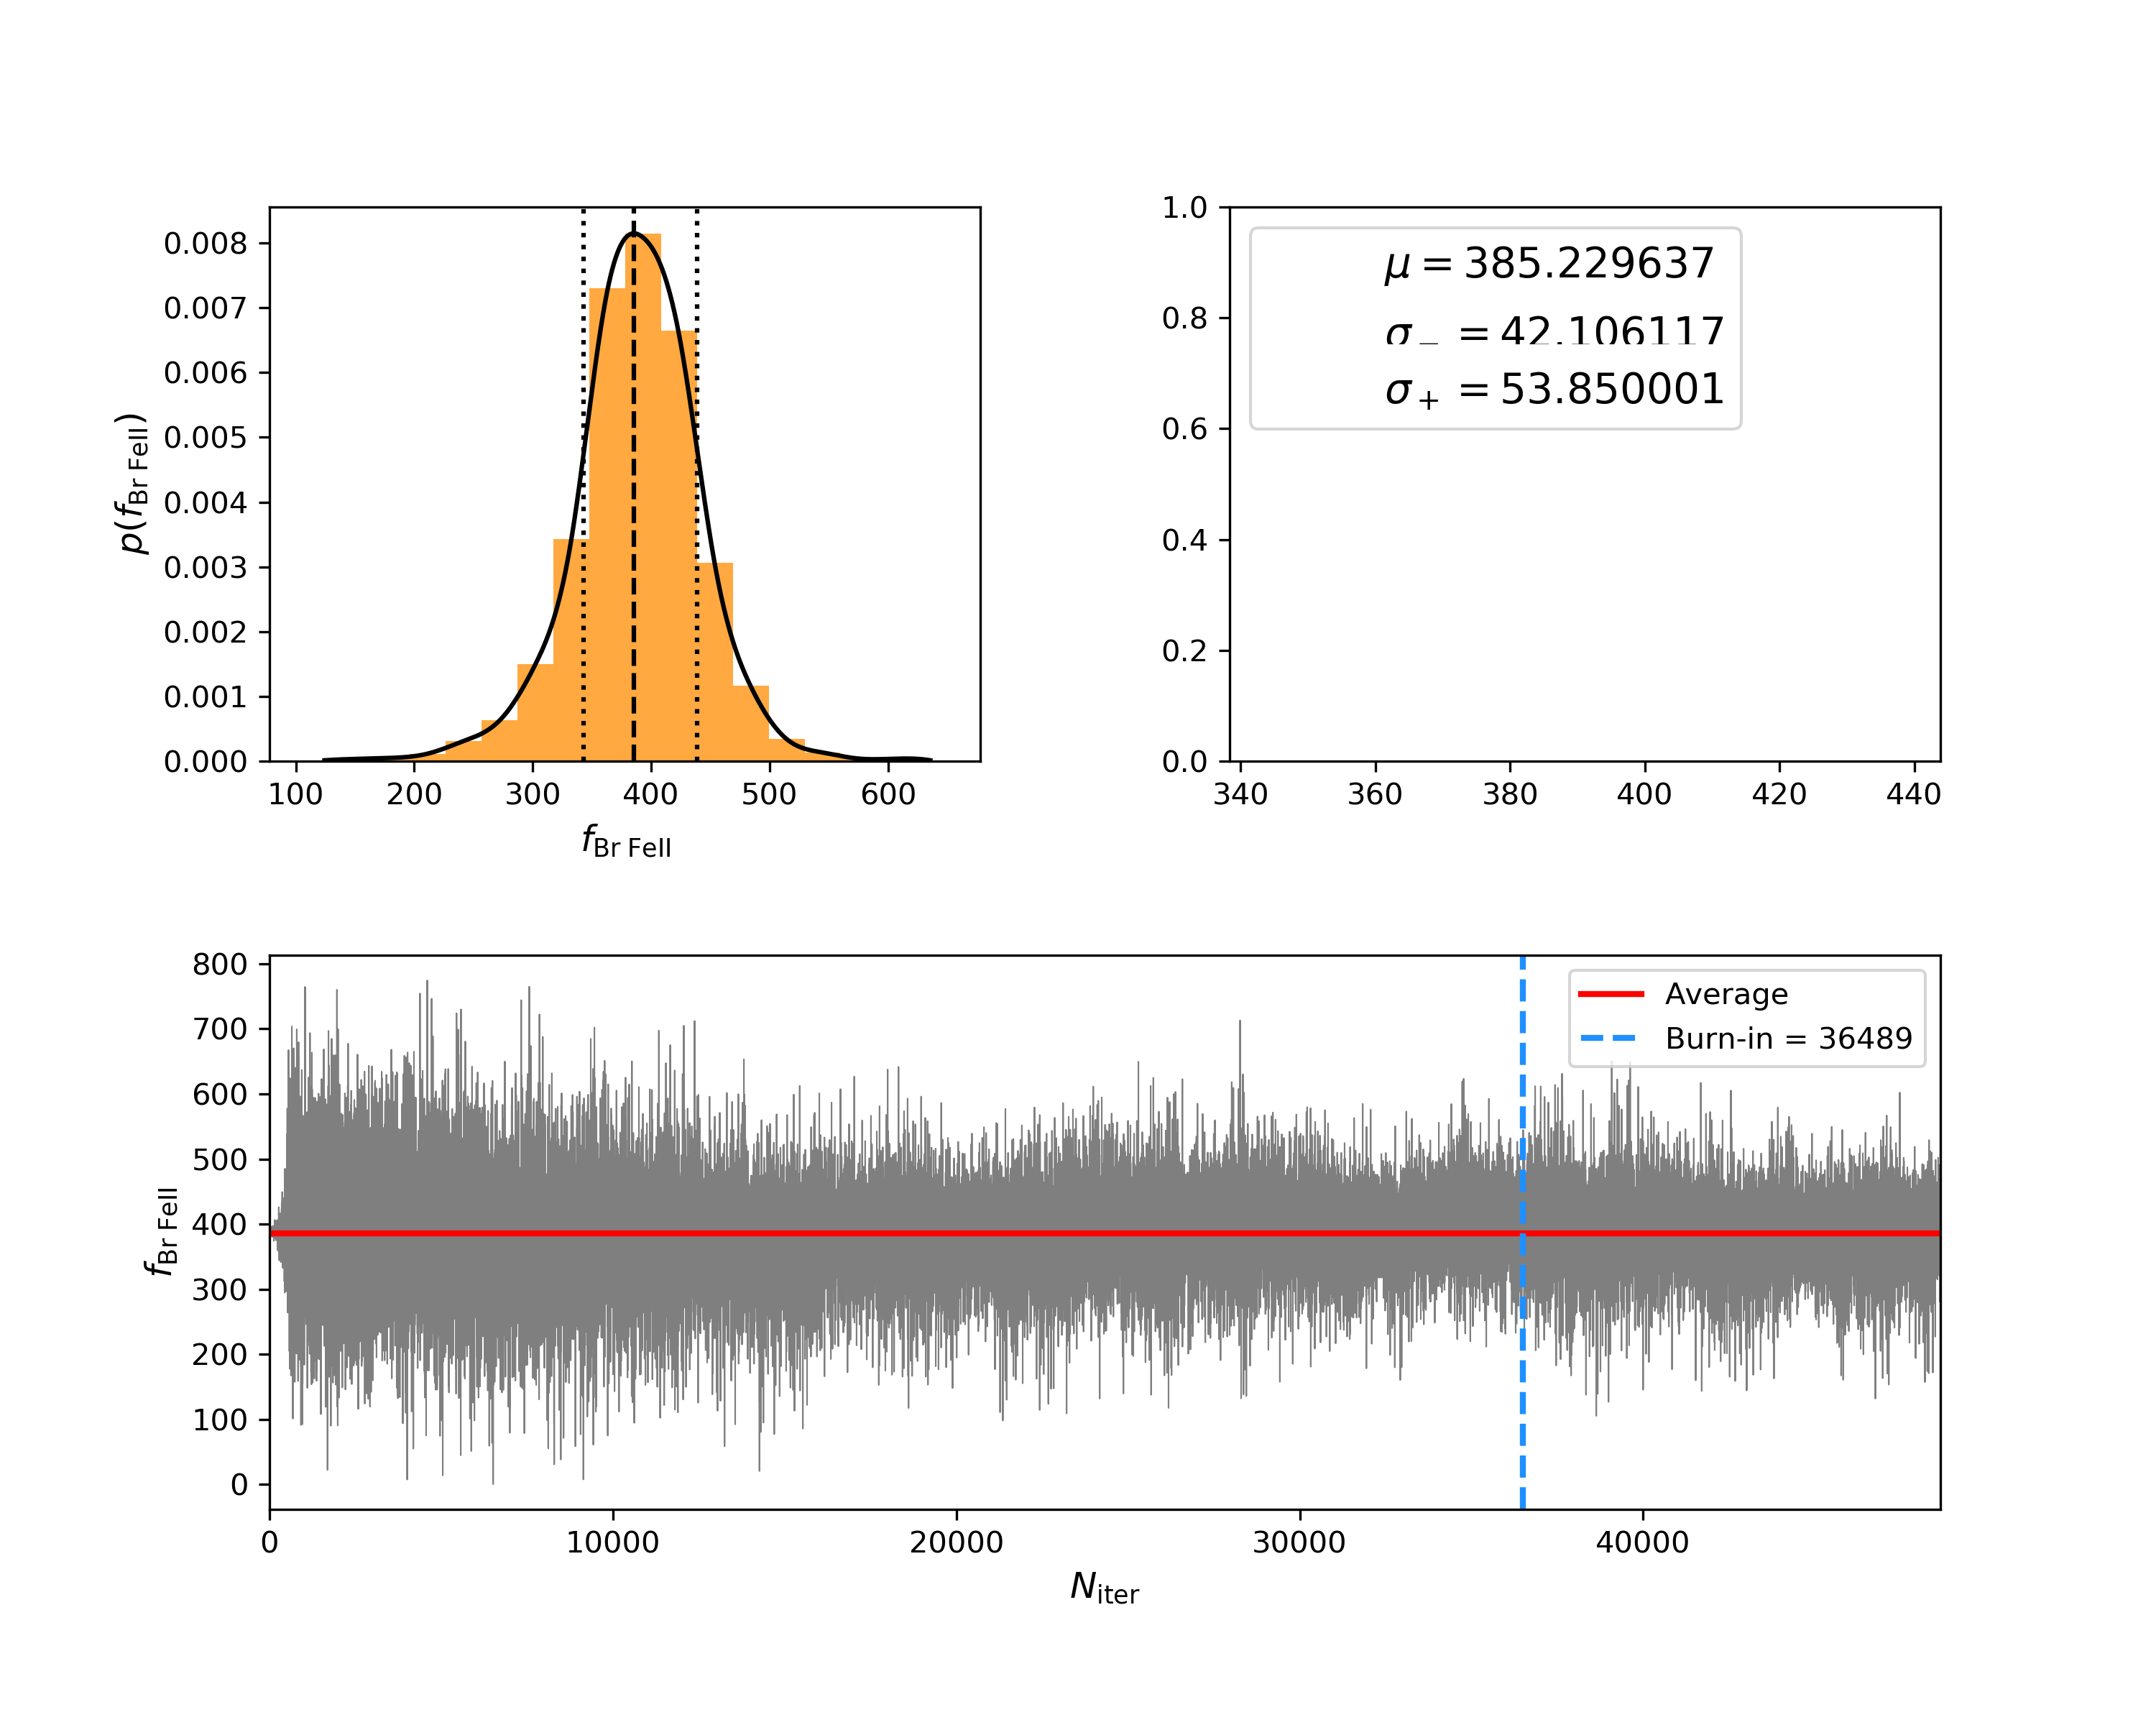 0.008
0.007
0.006
0.005
0.004
0.003
0.002
0.001
0.000
p(f_Br FeII)
100 200 300 400 500 600
f_Br FeII
1.0
0.8
0.6
0.4
0.2
0.0
μ = 385.229637
σ₋ = 42.106117
σ₊ = 53.850001
340 360 380 400 420 440
800
700
600
500
400
300
200
100
0
f_Br FeII
Average
Burn-in = 36489
0 10000 20000 30000 40000
N_iter